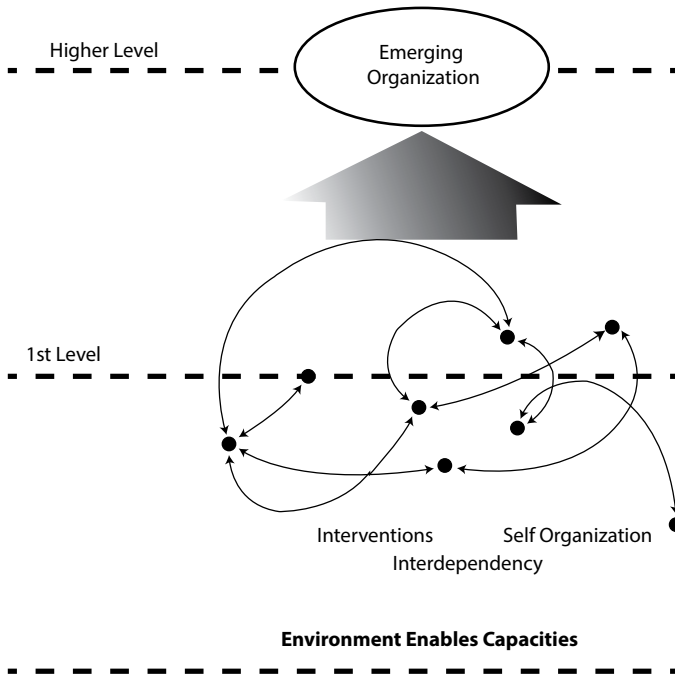 Higher Level
Emerging
Organization
1st Level
Interventions
Self Organization
Interdependency
Environment Enables Capacities